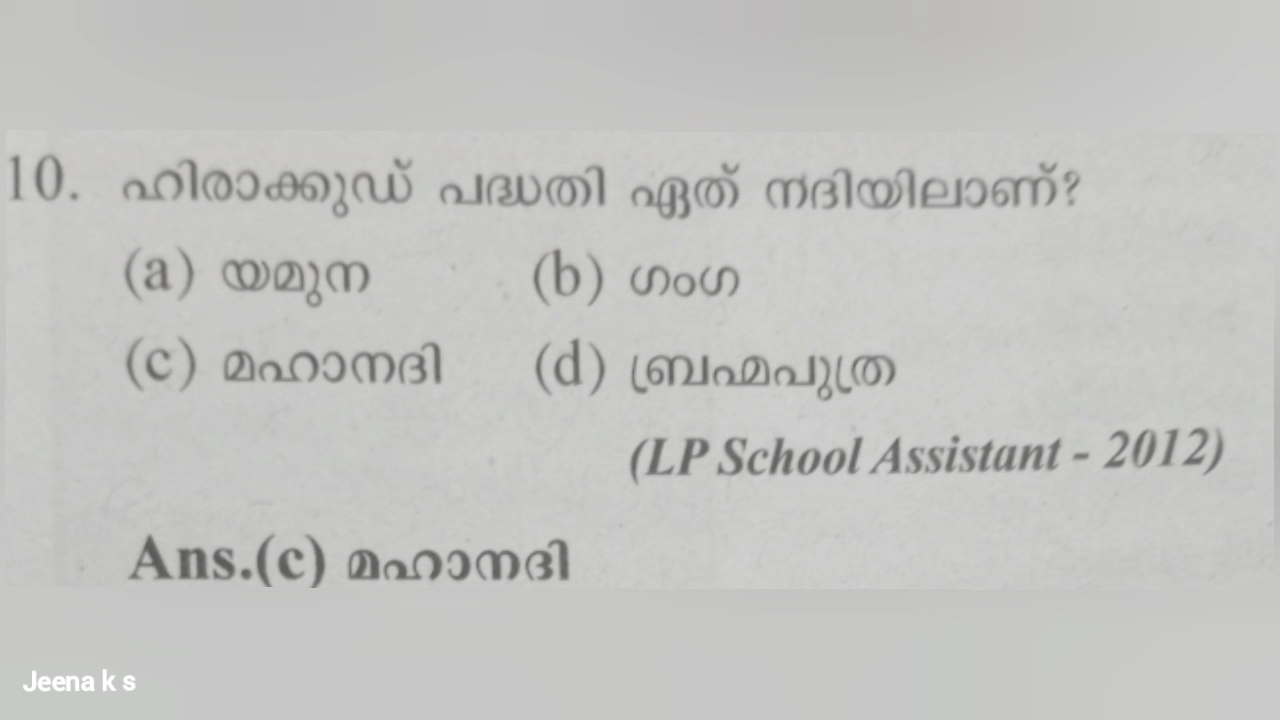 10. ഹിരാക്കുഡ് പദ്ധതി ഏത് നദിയിലാണ്?
(a) യമുന (b) ഗംഗ
(c) മഹാനദി (d) ബ്രഹ്മപുത്ര
(LP School Assistant - 2012)
Ans.(c) മഹാനദി
Jeena k s